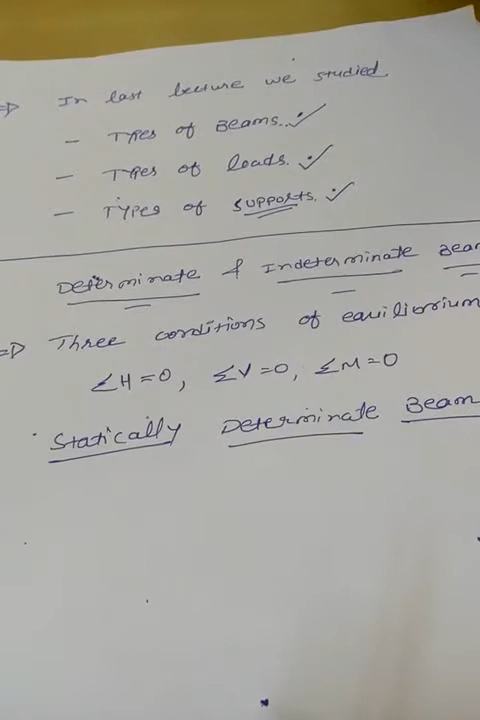 ⇒ In last lecture we studied
– Types of Beams. ✓
– Types of loads. ✓
– Types of supports. ✓
Determinate & Indeterminate Beam
⇒ Three conditions of equilibrium
ΣH=0, ΣV=0, ΣM=0
Statically Determinate Beam